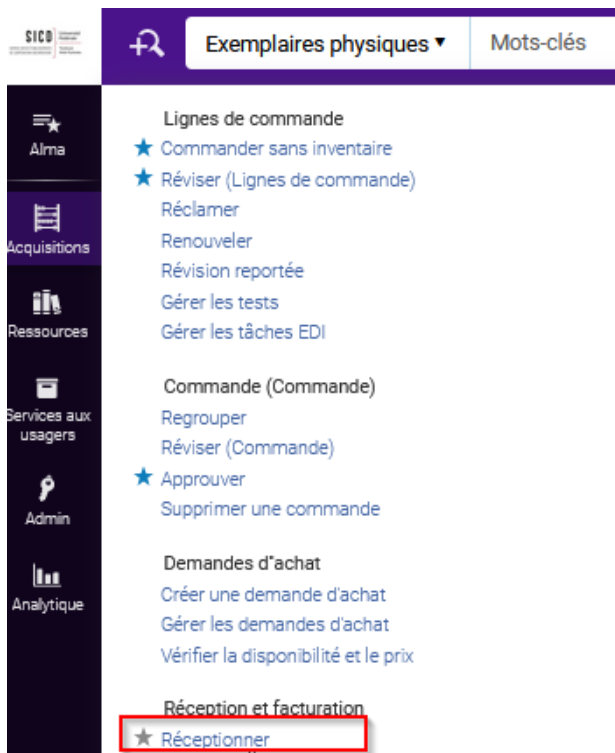 SICD
Exemplaires physiques
Mots-clés
Alma
Acquisitions
Ressources
Services aux
usagers
Admin
Analytique
Lignes de commande
Commander sans inventaire
Réviser (Lignes de commande)
Réclamer
Renouveler
Révision reportée
Gérer les tests
Gérer les tâches EDI
Commande (Commande)
Regrouper
Réviser (Commande)
Approuver
Supprimer une commande
Demandes d"achat
Créer une demande d'achat
Gérer les demandes d'achat
Vérifier la disponibilité et le prix
Réception et facturation
Réceptionner